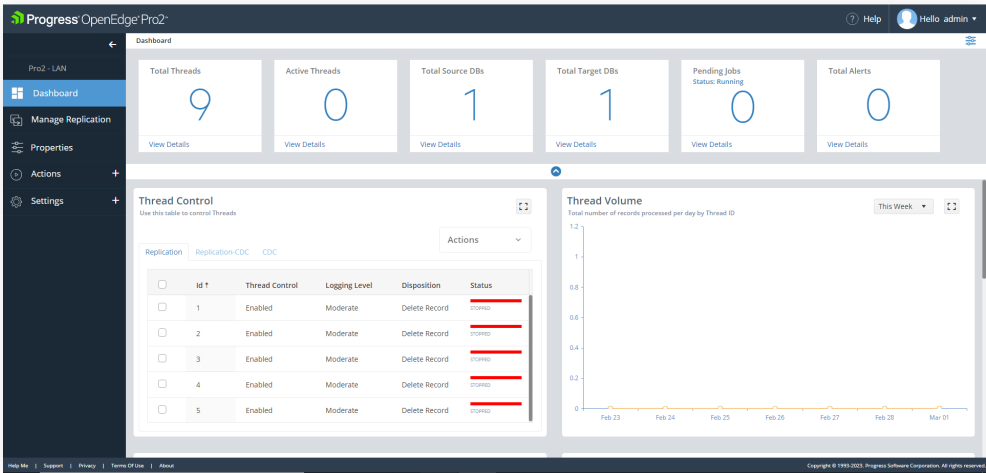 Progress® OpenEdge® Pro2™
Help
Hello admin
Pro2 - LAN
Dashboard
Manage Replication
Properties
Actions +
Settings +
Dashboard
Total Threads
9
View Details
Active Threads
0
View Details
Total Source DBs
1
View Details
Total Target DBs
1
View Details
Pending Jobs
Status: Running
0
View Details
Total Alerts
0
View Details
Thread Control
Use this table to control Threads
Actions
Replication Replication-CDC CDC
Id ↑ Thread Control Logging Level Disposition Status
1 Enabled Moderate Delete Record STOPPED
2 Enabled Moderate Delete Record STOPPED
3 Enabled Moderate Delete Record STOPPED
4 Enabled Moderate Delete Record STOPPED
5 Enabled Moderate Delete Record STOPPED
Thread Volume
Total number of records processed per day by Thread ID
This Week
1.2
1
0.8
0.6
0.4
0.2
0
Feb 23 Feb 24 Feb 25 Feb 26 Feb 27 Feb 28 Mar 01
Help Me | Support | Privacy | Terms Of Use | About
Copyright © 1993-2023. Progress Software Corporation. All rights reserved.